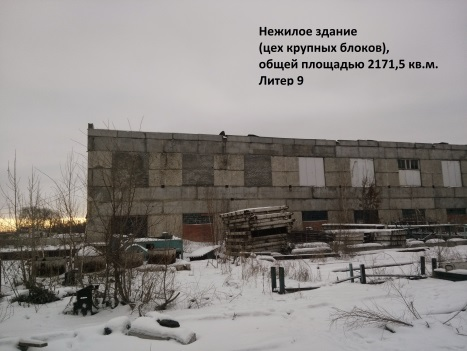 Нежилое здание
(цех крупных блоков),
общей площадью 2171,5 кв.м.
Литер 9